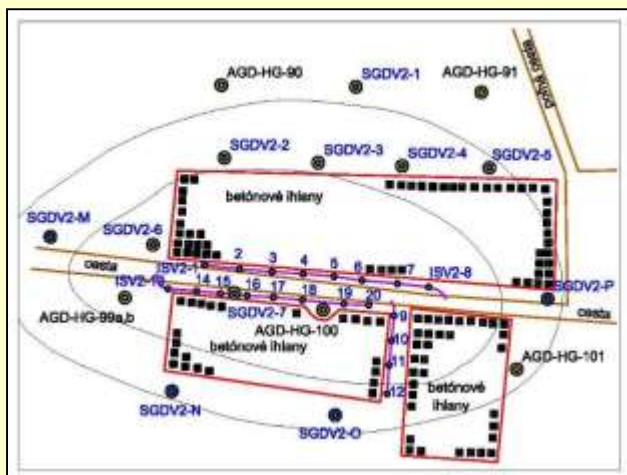 AGD-HG-90
SGDV2-1
AGD-HG-91
poľná cesta
SGDV2-2
SGDV2-3
SGDV2-4
SGDV2-5
betónové ihlany
SGDV2-M
SGDV2-6
cesta
ISV2-1
2
3
4
5
6
7
ISV2-8
SGDV2-P
14
15
16
17
18
19
20
cesta
AGD-HG-99a,b
SGDV2-7
AGD-HG-100
9
betónové ihlany
10
11
AGD-HG-101
12
betónové ihlany
SGDV2-N
SGDV2-O